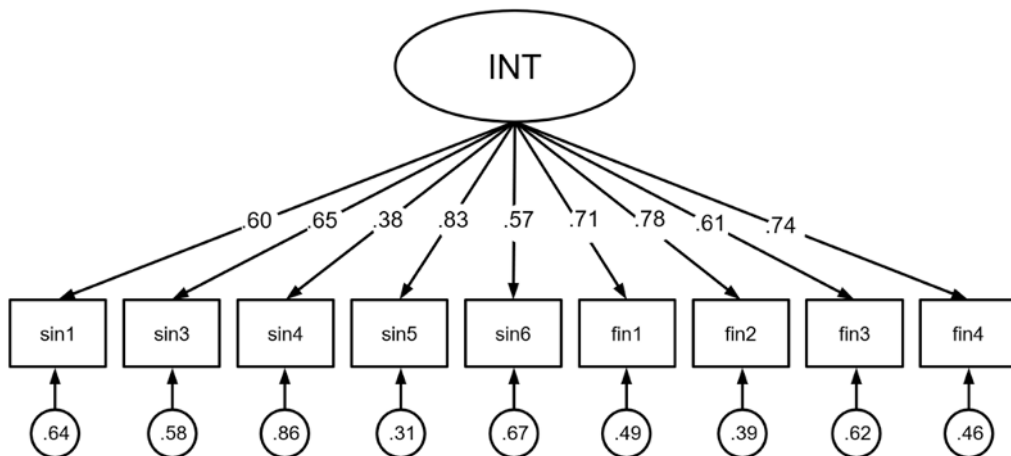 INT
.60 .65 .38 .83 .57 .71 .78 .61 .74
sin1 sin3 sin4 sin5 sin6 fin1 fin2 fin3 fin4
.64 .58 .86 .31 .67 .49 .39 .62 .46